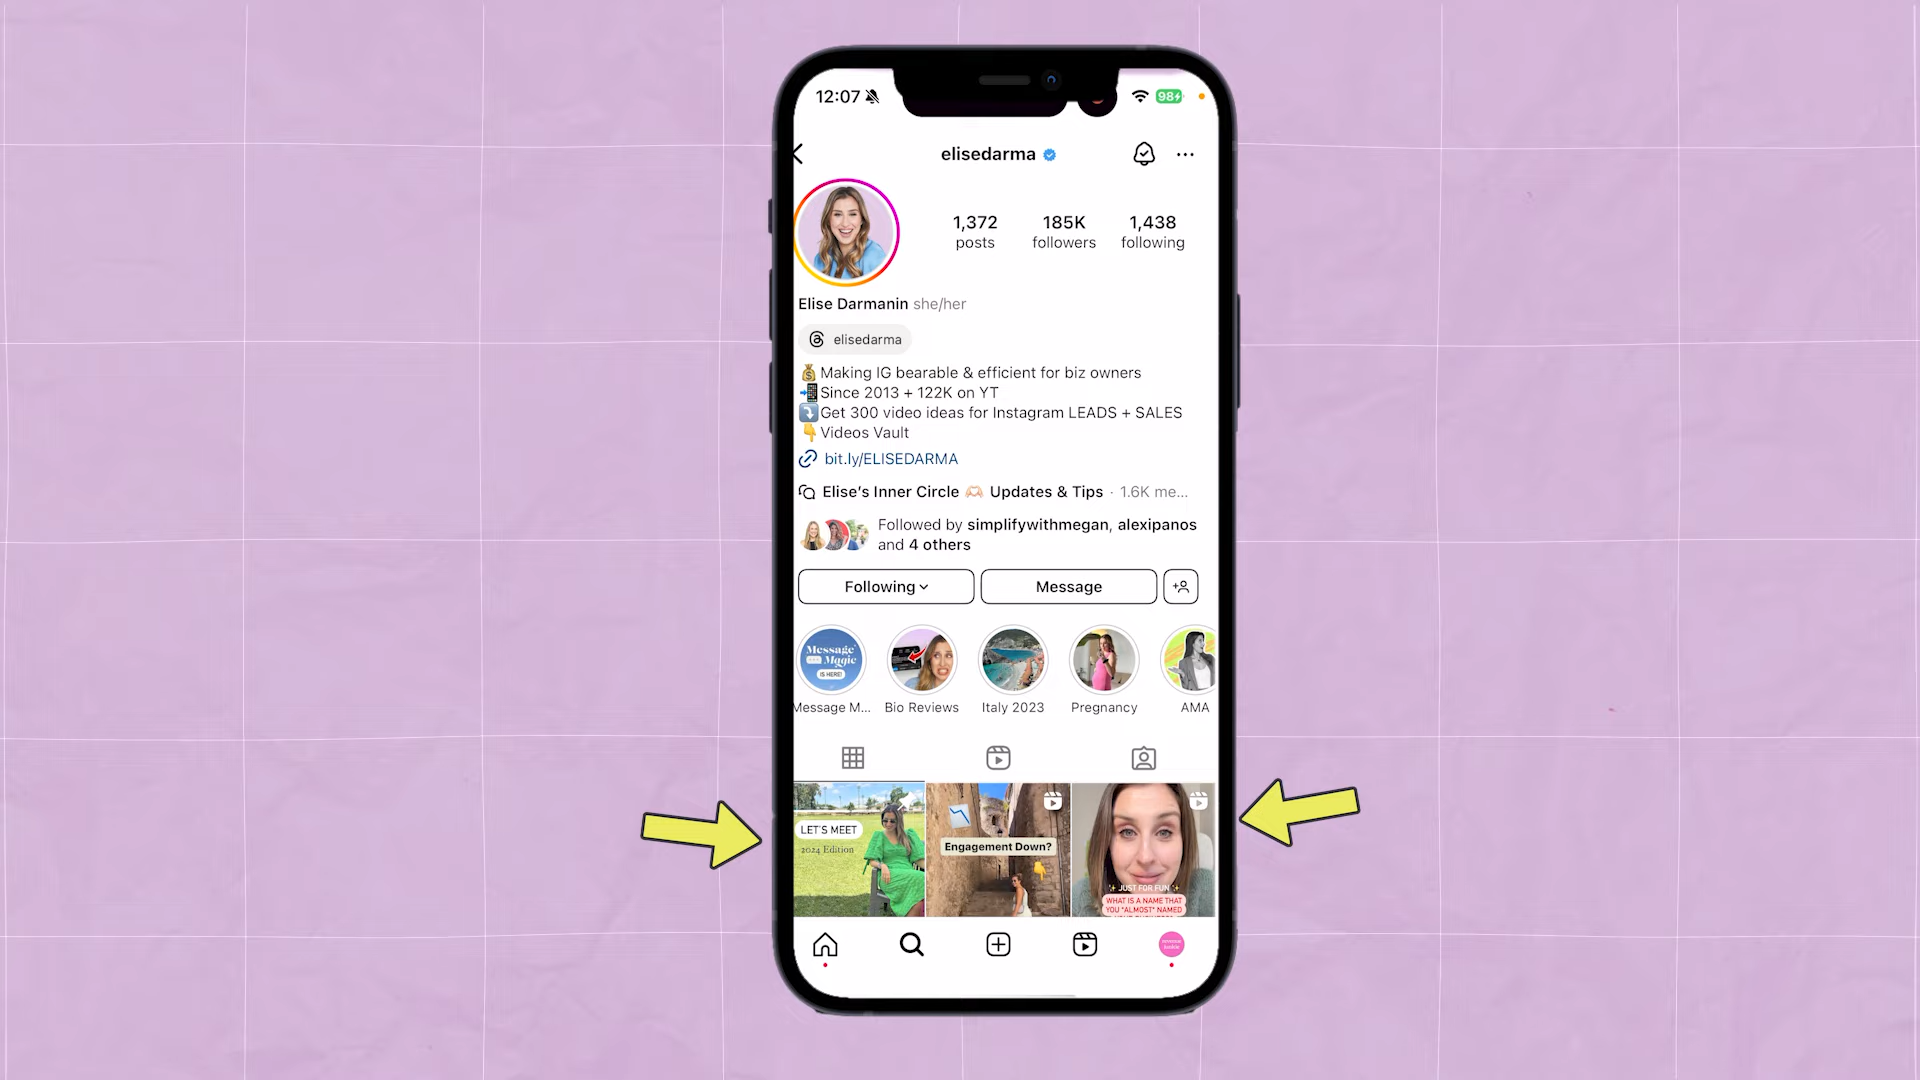 12:07
98
elisedarma
1,372
posts
185K
followers
1,438
following
Elise Darmanin she/her
elisedarma
Making IG bearable & efficient for biz owners
Since 2013 + 122K on YT
Get 300 video ideas for Instagram LEADS + SALES
Videos Vault
bit.ly/ELISEDARMA
Elise's Inner Circle Updates & Tips · 1.6K me...
Followed by simplifywithmegan, alexipanos
and 4 others
Following
Message
Message
Magic
IS HERE!
Message M...
Bio Reviews
Italy 2023
Pregnancy
AMA
LET'S MEET
2024 Edition
Engagement Down?
JUST FOR FUN
WHAT IS A NAME THAT
YOU *ALMOST* NAMED